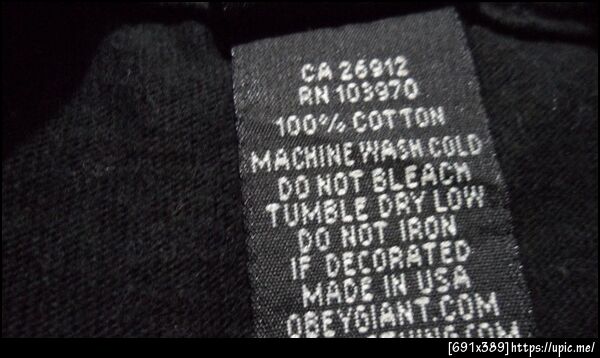 CA 26912
RN 103970
100% COTTON
MACHINE WASH COLD
DO NOT BLEACH
TUMBLE DRY LOW
DO NOT IRON
IF DECORATED
MADE IN USA
OBEYGIANT.COM
[691x389]https://upic.me/